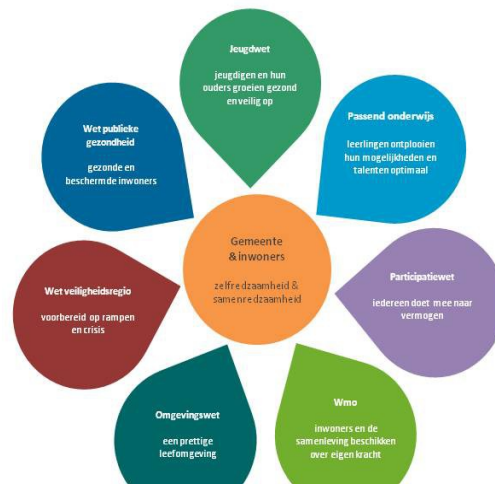 Jeugdwet
jeugdigen en hun
ouders groeien gezond
en veilig op
Passend onderwijs
leerlingen ontplooien
hun mogelijkheden en
talenten optimaal
Participatiewet
iedereen doet mee naar
vermogen
Wmo
inwoners en de
samenleving beschikken
over eigen kracht
Omgevingswet
een prettige
leefomgeving
Wet veiligheidsregio
voorbereid op rampen
en crisis
Wet publieke
gezondheid
gezonde en
beschermde inwoners
Gemeente
& inwoners
zelfredzaamheid &
samenredzaamheid